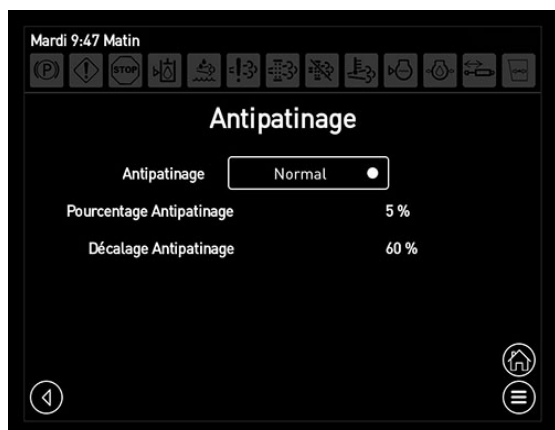 Mardi 9:47 Matin
STOP
Antipatinage
Antipatinage Normal
Pourcentage Antipatinage 5 %
Décalage Antipatinage 60 %